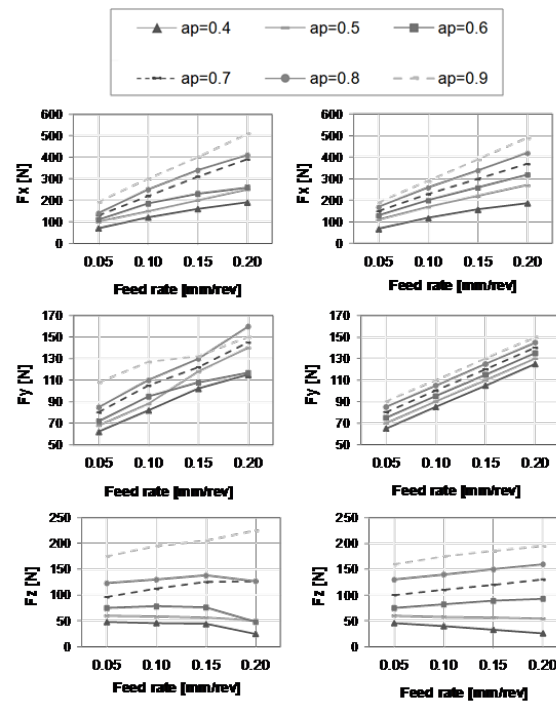 ap=0.4 ap=0.5 ap=0.6
ap=0.7 ap=0.8 ap=0.9
Fx [N]
600
500
400
300
200
100
0
0.05 0.10 0.15 0.20
Feed rate [mm/rev]
Fx [N]
600
500
400
300
200
100
0
0.05 0.10 0.15 0.20
Feed rate [mm/rev]
Fy [N]
170
150
130
110
90
70
50
0.05 0.10 0.15 0.20
Feed rate [mm/rev]
Fy [N]
170
150
130
110
90
70
50
0.05 0.10 0.15 0.20
Feed rate [mm/rev]
Fz [N]
250
200
150
100
50
0
0.05 0.10 0.15 0.20
Feed rate [mm/rev]
Fz [N]
250
200
150
100
50
0
0.05 0.10 0.15 0.20
Feed rate [mm/rev]